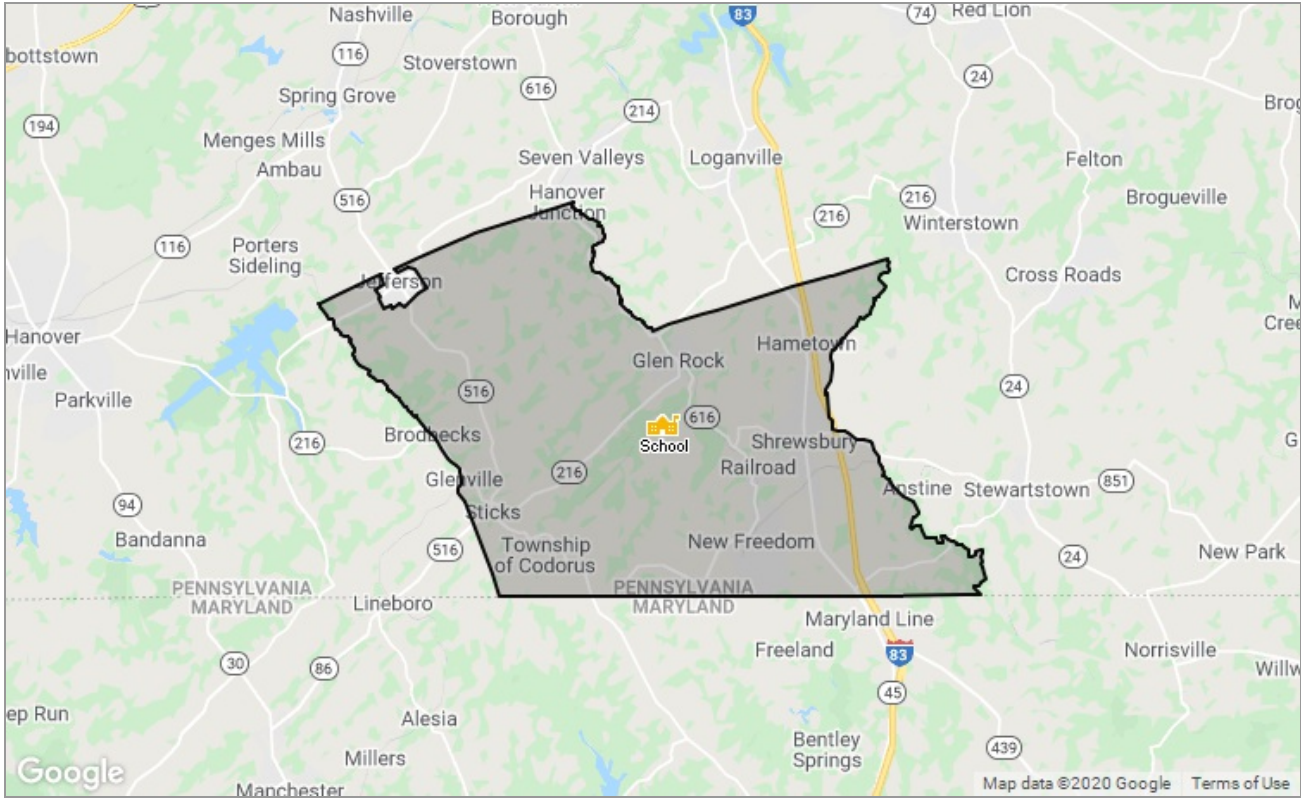 Nashville
Borough
83
74
Red Lion
bottstown
116
Stoverstown
24
Spring Grove
616
214
194
Menges Mills
Ambau
Seven Valleys
Loganville
Felton
516
Hanover
Junction
216
216
Winterstown
Brogueville
116
Porters
Sideling
Jefferson
Cross Roads
Hanover
Glen Rock
Hametown
Parkville
516
24
216
Brodbecks
School
616
Shrewsbury
Railroad
Glenville
216
Stewartstown
851
94
Sticks
Bandanna
516
Township
of Codorus
New Freedom
24
New Park
PENNSYLVANIA
MARYLAND
PENNSYLVANIA
MARYLAND
Lineboro
Maryland Line
Freeland
83
Norrisville
30
86
45
ep Run
Alesia
Bentley
Springs
439
Millers
Manchester
Google
Map data ©2020 Google
Terms of Use